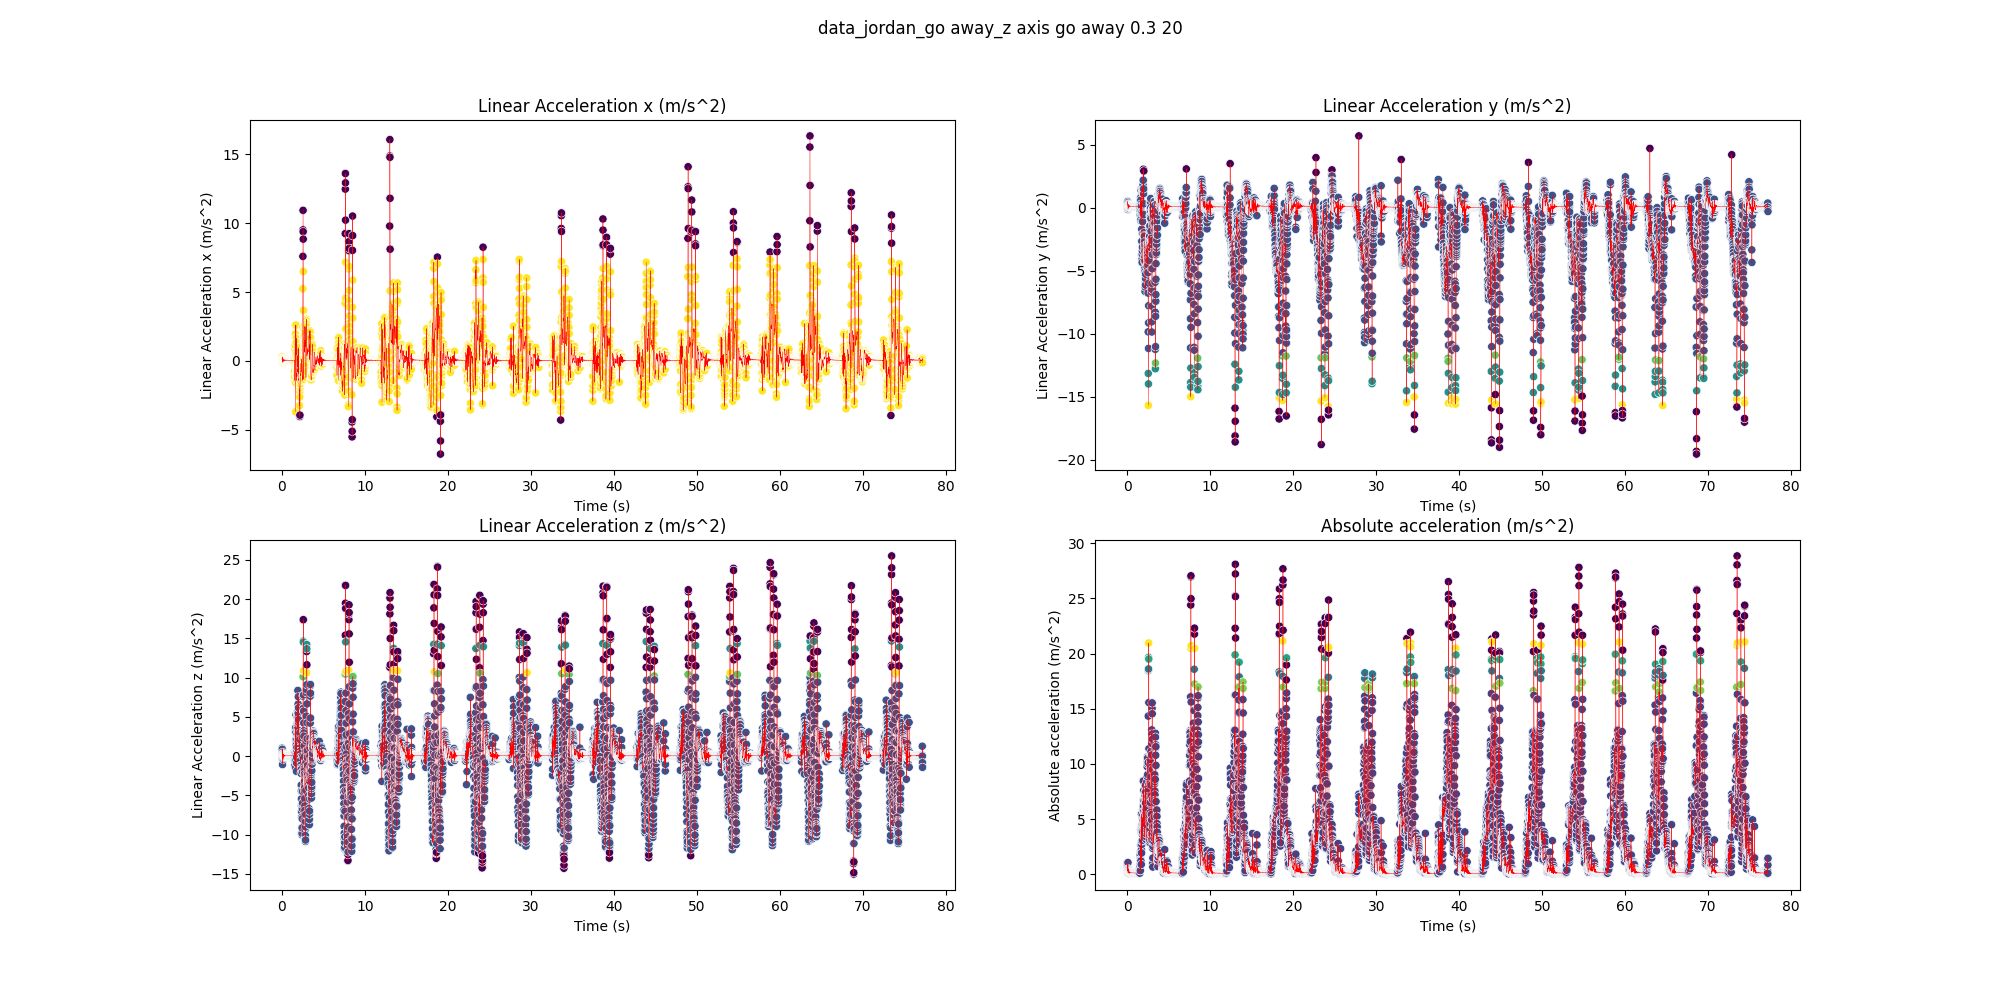 data_jordan_go away_z axis go away 0.3 20
Linear Acceleration x (m/s^2)
Linear Acceleration x (m/s^2)
15
10
5
0
−5
0 10 20 30 40 50 60 70 80
Time (s)
Linear Acceleration y (m/s^2)
Linear Acceleration y (m/s^2)
5
0
−5
−10
−15
−20
0 10 20 30 40 50 60 70 80
Time (s)
Linear Acceleration z (m/s^2)
Linear Acceleration z (m/s^2)
25
20
15
10
5
0
−5
−10
−15
0 10 20 30 40 50 60 70 80
Time (s)
Absolute acceleration (m/s^2)
Absolute acceleration (m/s^2)
30
25
20
15
10
5
0
0 10 20 30 40 50 60 70 80
Time (s)